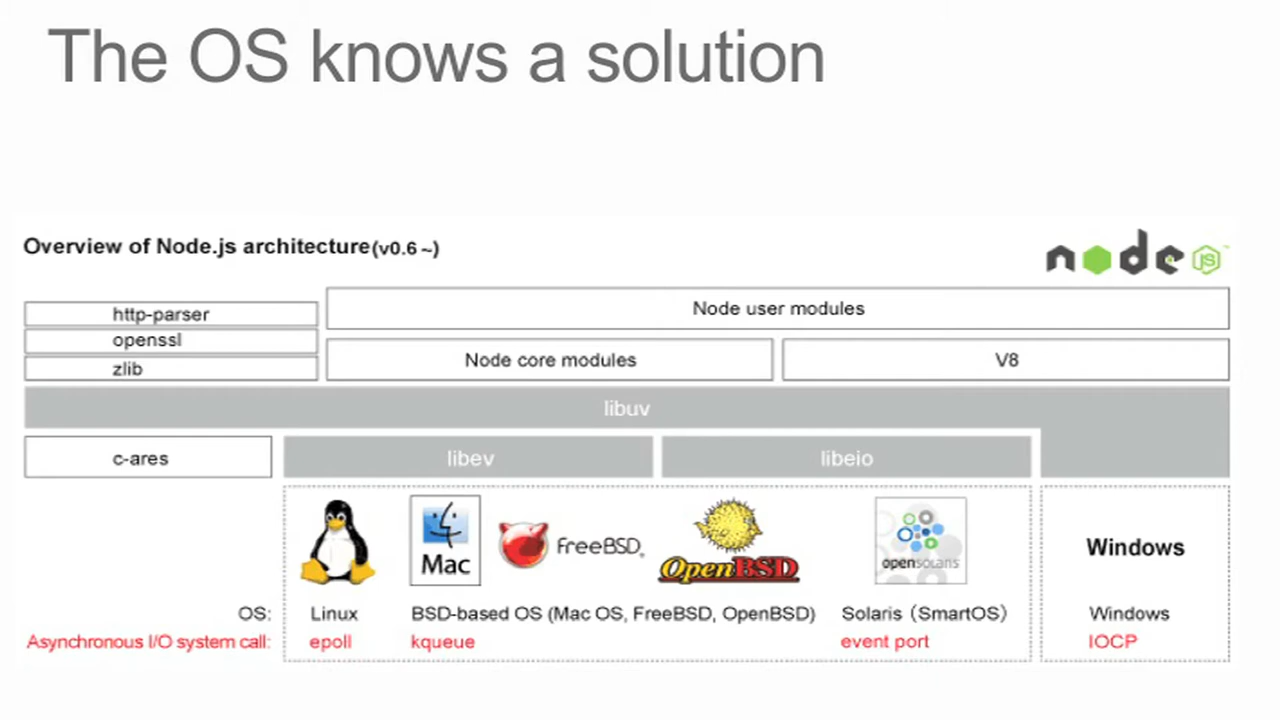 The OS knows a solution
Overview of Node.js architecture(v0.6 ~)
node JS ™
http-parser
openssl
zlib
Node user modules
Node core modules
V8
libuv
c-ares
libev
libeio
Mac
FreeBSD®
OpenBSD
opensolaris
Windows
OS: Linux BSD-based OS (Mac OS, FreeBSD, OpenBSD) Solaris (SmartOS) Windows
Asynchronous I/O system call: epoll kqueue event port IOCP